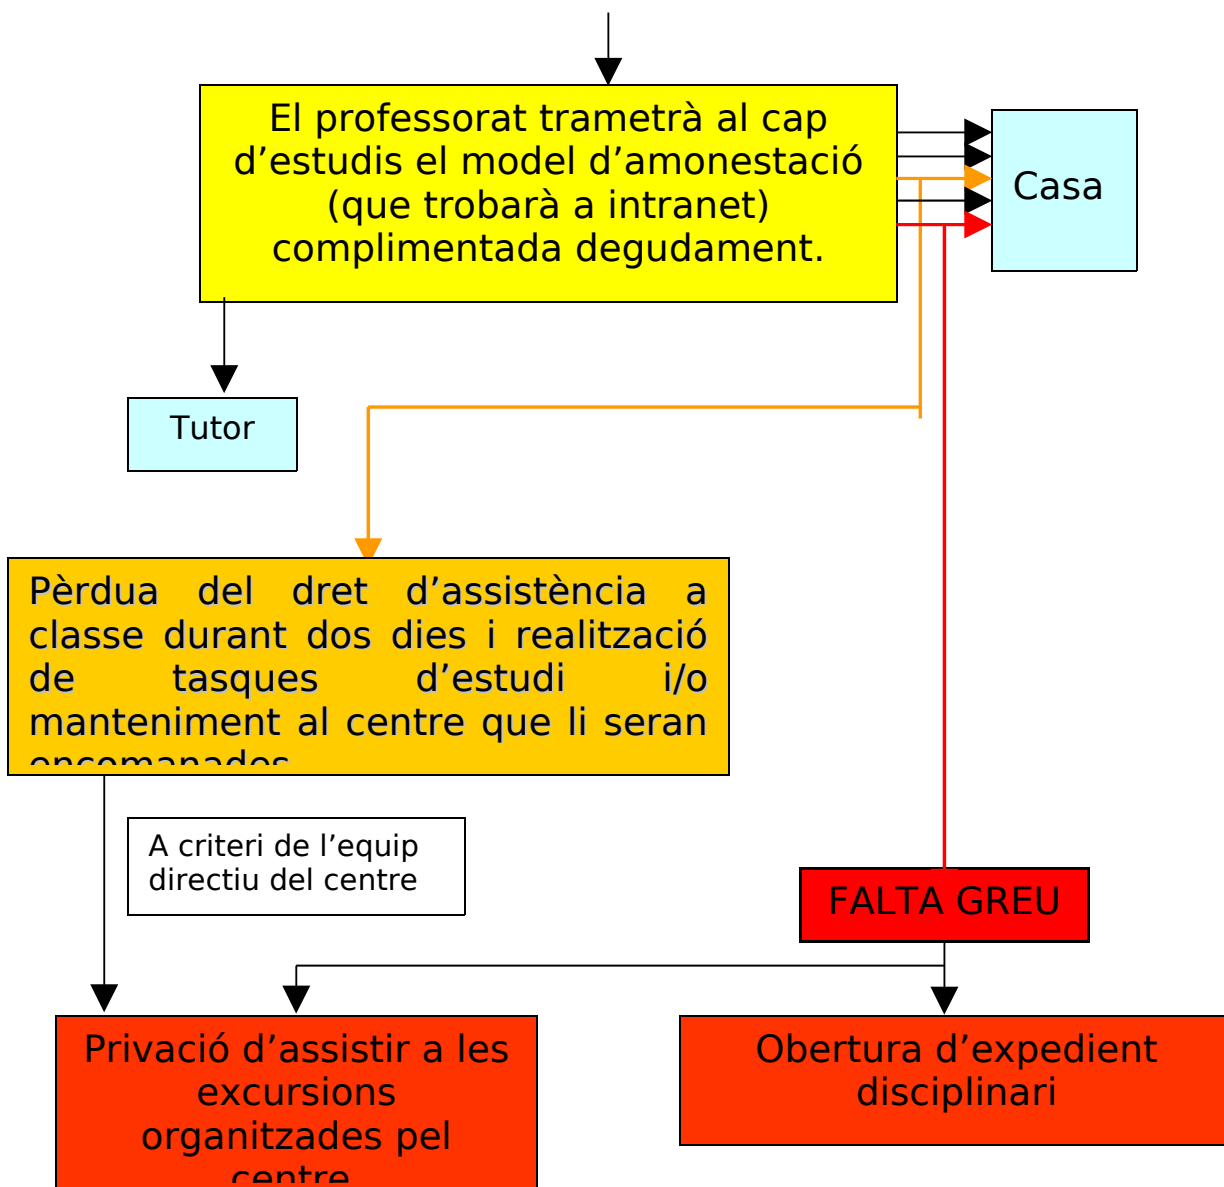 El professorat trametrà al cap
d’estudis el model d’amonestació
(que trobarà a intranet)
complimentada degudament.
Casa
Tutor
Pèrdua del dret d’assistència a
classe durant dos dies i realització
de tasques d’estudi i/o
manteniment al centre que li seran
encomanades
A criteri de l’equip
directiu del centre
FALTA GREU
Privació d’assistir a les
excursions
organitzades pel
centre
Obertura d’expedient
disciplinari